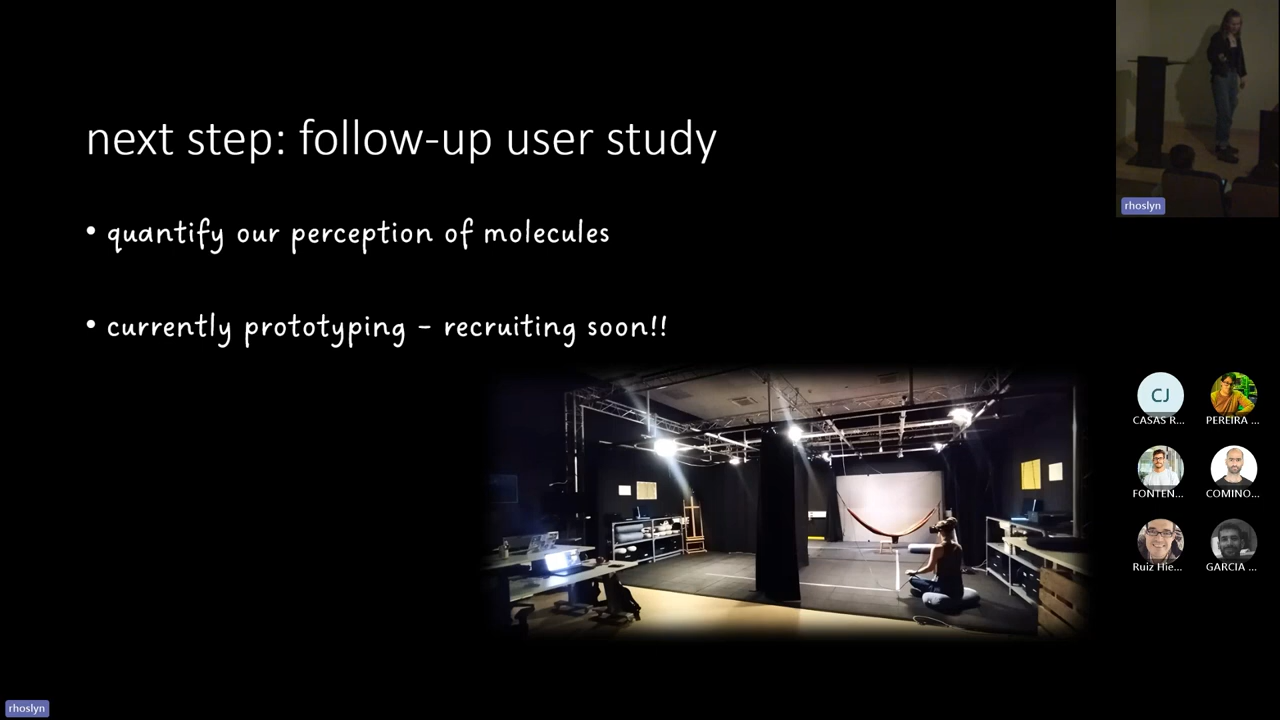 next step: follow-up user study
• quantify our perception of molecules
• currently prototyping - recruiting soon!!
rhoslyn
CJ
CASAS R...
PEREIRA ...
FONTEN...
COMINO...
Ruiz Hie...
GARCIA ...
rhoslyn